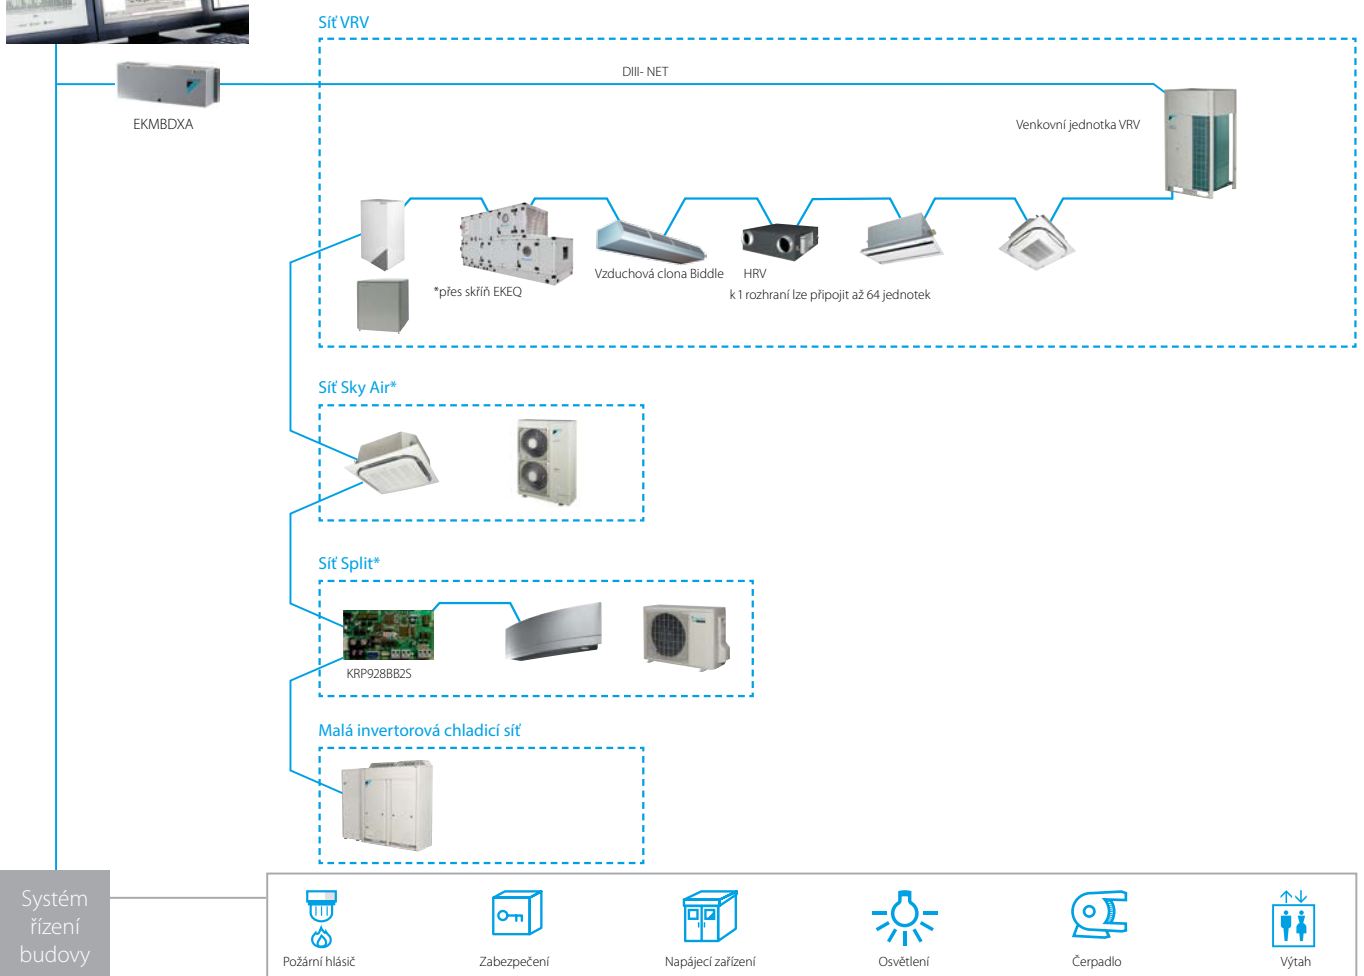 Síť VRV
DIII- NET
EKMBDXA
Venkovní jednotka VRV
Vzduchová clona Biddle
HRV
*přes skříň EKEQ
k 1 rozhraní lze připojit až 64 jednotek
Síť Sky Air*
Síť Split*
KRP928BB2S
Malá invertorová chladicí síť
Systém
řízení
budovy
Požární hlásič
Zabezpečení
Napájecí zařízení
Osvětlení
Čerpadlo
Výtah